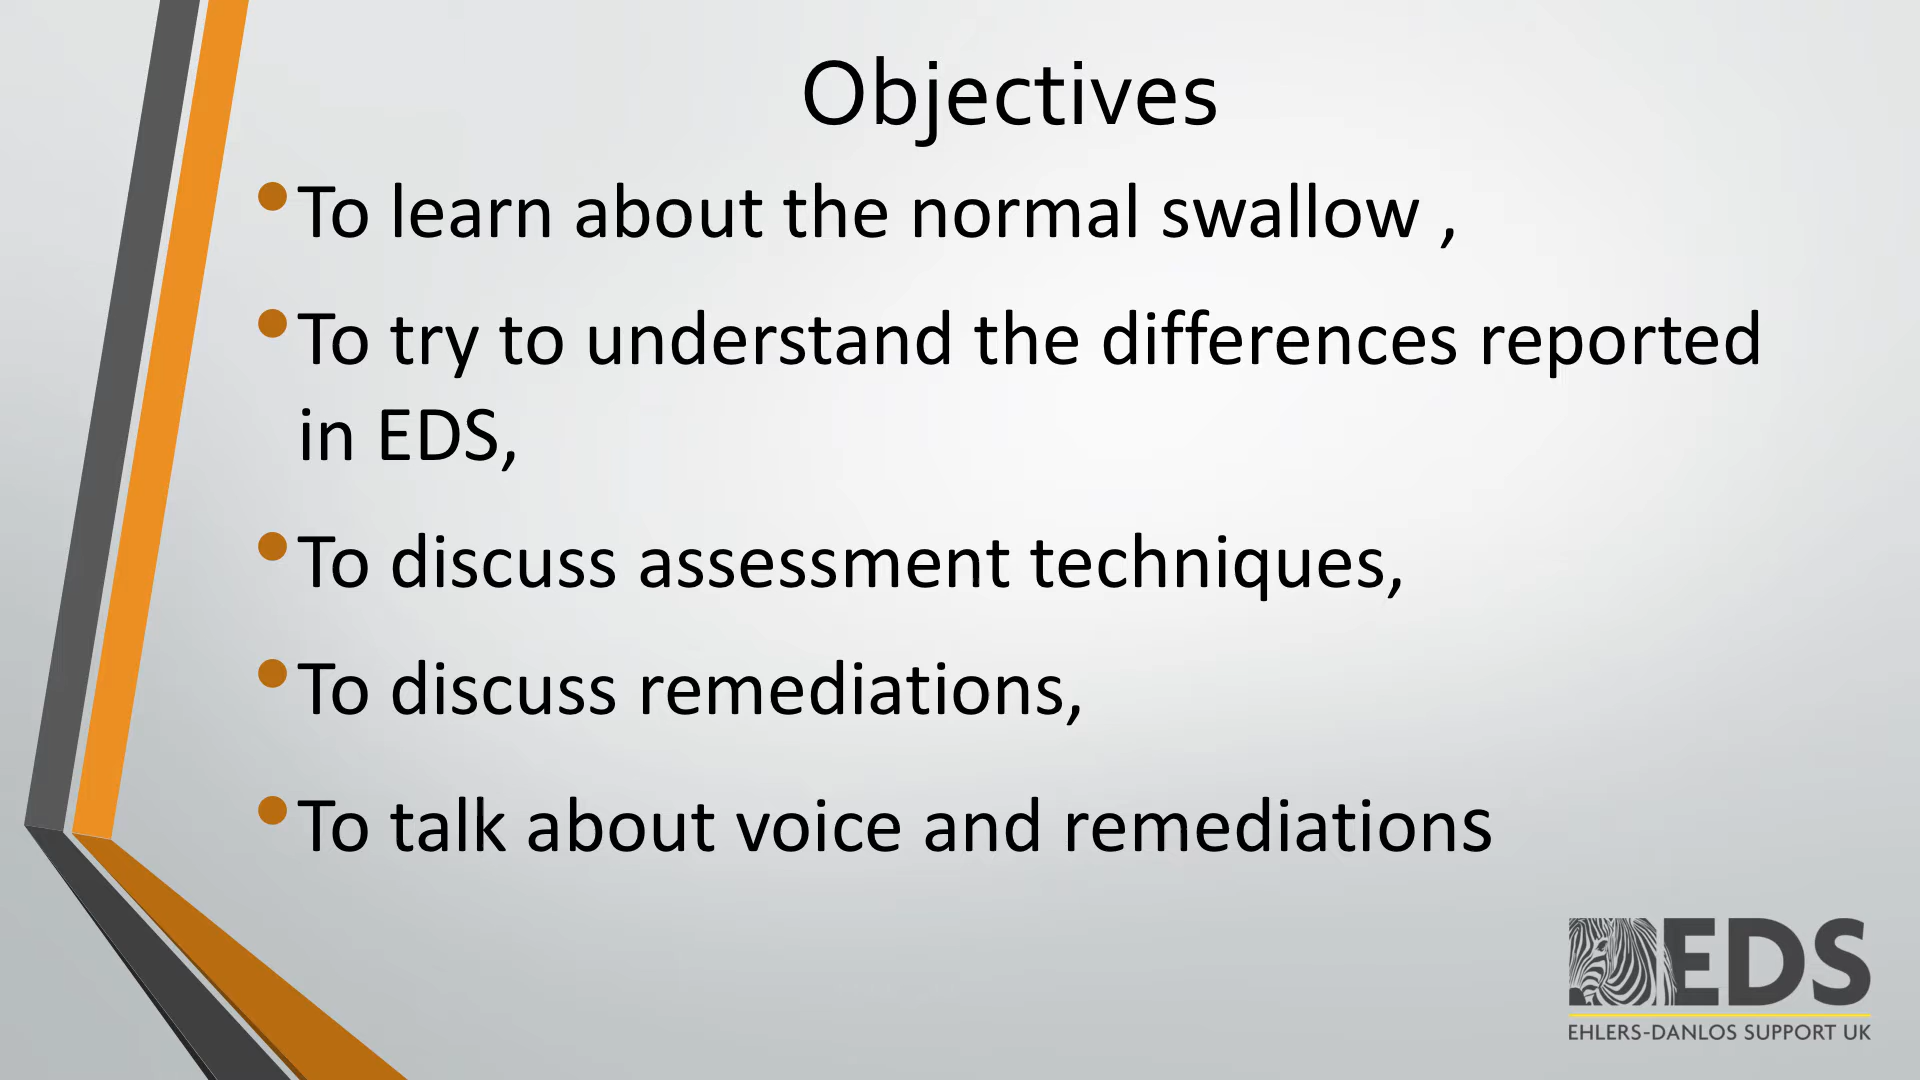 Objectives
• To learn about the normal swallow ,
• To try to understand the differences reported
in EDS,
• To discuss assessment techniques,
• To discuss remediations,
• To talk about voice and remediations
EDS
EHLERS-DANLOS SUPPORT UK